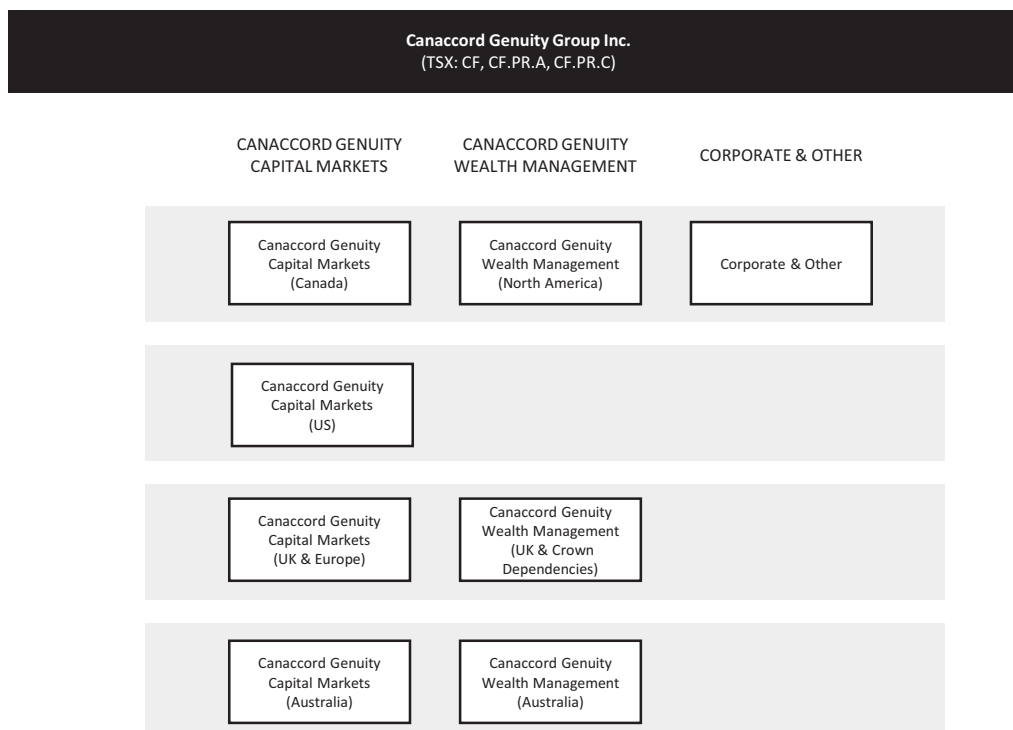 Canaccord Genuity Group Inc.
(TSX: CF, CF.PR.A, CF.PR.C)
CANACCORD GENUITY
CAPITAL MARKETS
CANACCORD GENUITY
WEALTH MANAGEMENT
CORPORATE & OTHER
Canaccord Genuity
Capital Markets
(Canada)
Canaccord Genuity
Wealth Management
(North America)
Corporate & Other
Canaccord Genuity
Capital Markets
(US)
Canaccord Genuity
Capital Markets
(UK & Europe)
Canaccord Genuity
Wealth Management
(UK & Crown
Dependencies)
Canaccord Genuity
Capital Markets
(Australia)
Canaccord Genuity
Wealth Management
(Australia)